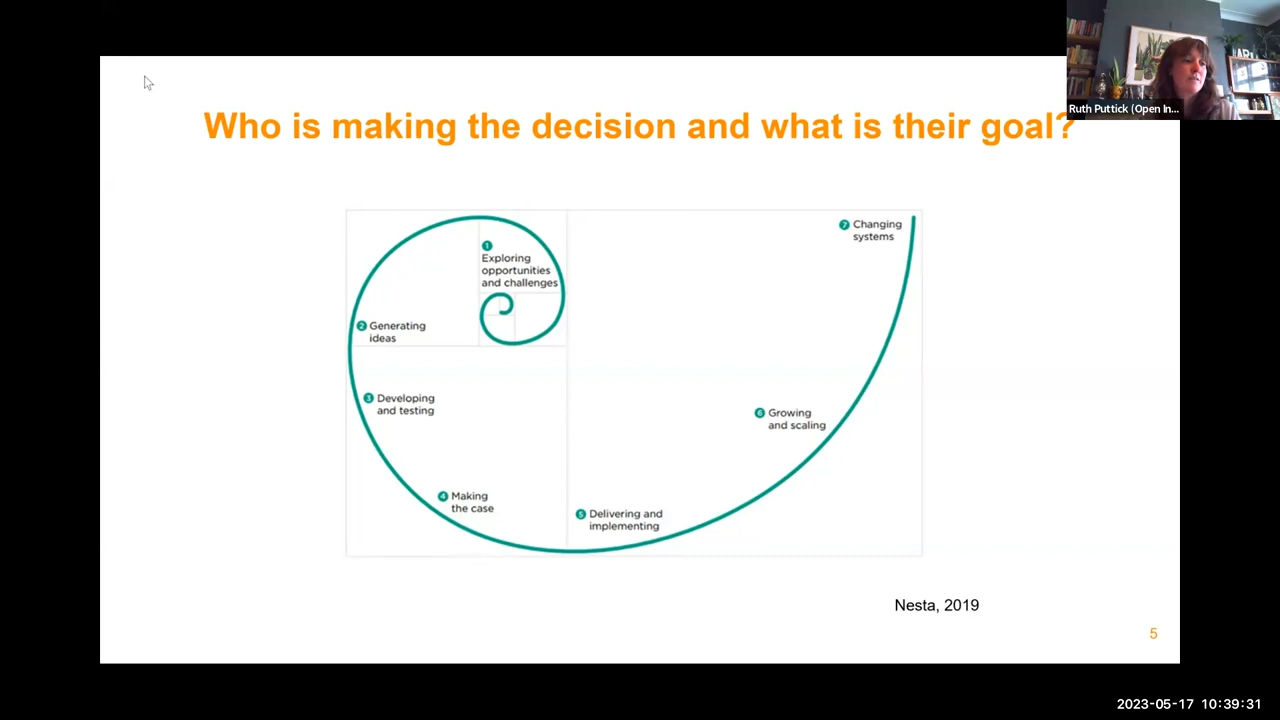 Ruth Puttick (Open In...
Who is making the decision and what is their goal?
1
Exploring
opportunities
and challenges
2 Generating
ideas
3 Developing
and testing
4 Making
the case
5 Delivering and
implementing
6 Growing
and scaling
7 Changing
systems
Nesta, 2019
5
2023-05-17 10:39:31